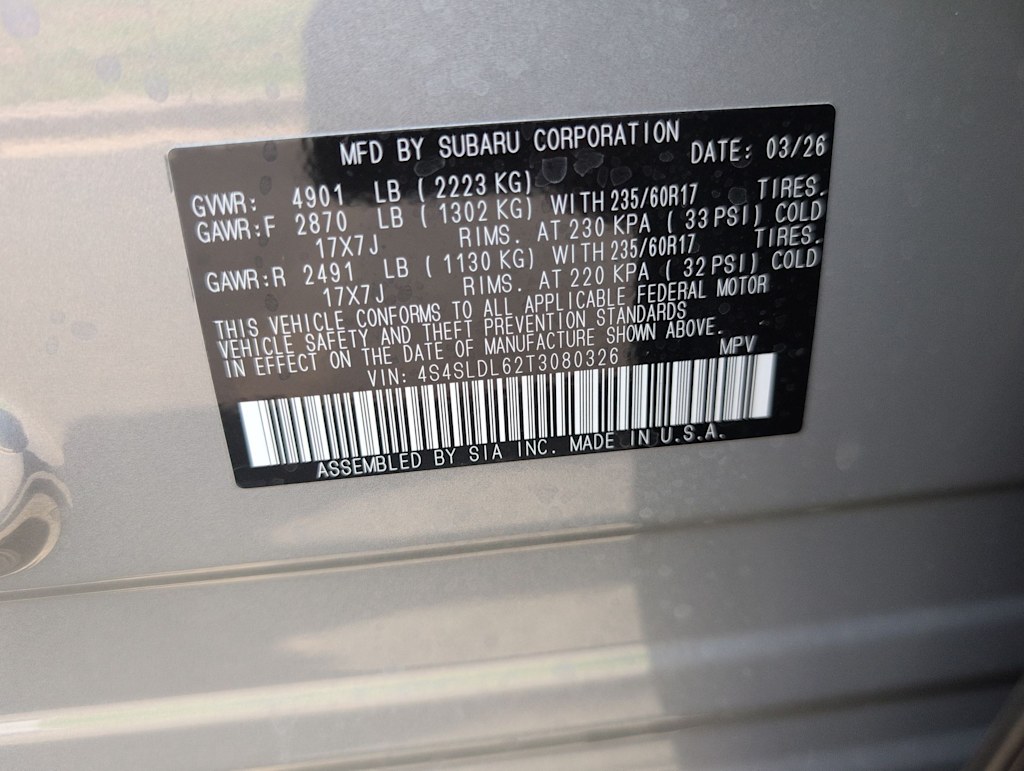 MFD BY SUBARU CORPORATION DATE: 03/26
GVWR: 4901 LB ( 2223 KG)
GAWR:F 2870 LB ( 1302 KG) WITH 235/60R17 TIRES.
17X7J RIMS. AT 230 KPA ( 33 PSI) COLD
GAWR:R 2491 LB ( 1130 KG) WITH 235/60R17 TIRES.
17X7J RIMS. AT 220 KPA ( 32 PSI) COLD
THIS VEHICLE CONFORMS TO ALL APPLICABLE FEDERAL MOTOR
VEHICLE SAFETY AND THEFT PREVENTION STANDARDS
IN EFFECT ON THE DATE OF MANUFACTURE SHOWN ABOVE.
VIN: 4S4SLDL62T3080326 MPV
ASSEMBLED BY SIA INC. MADE IN U.S.A.